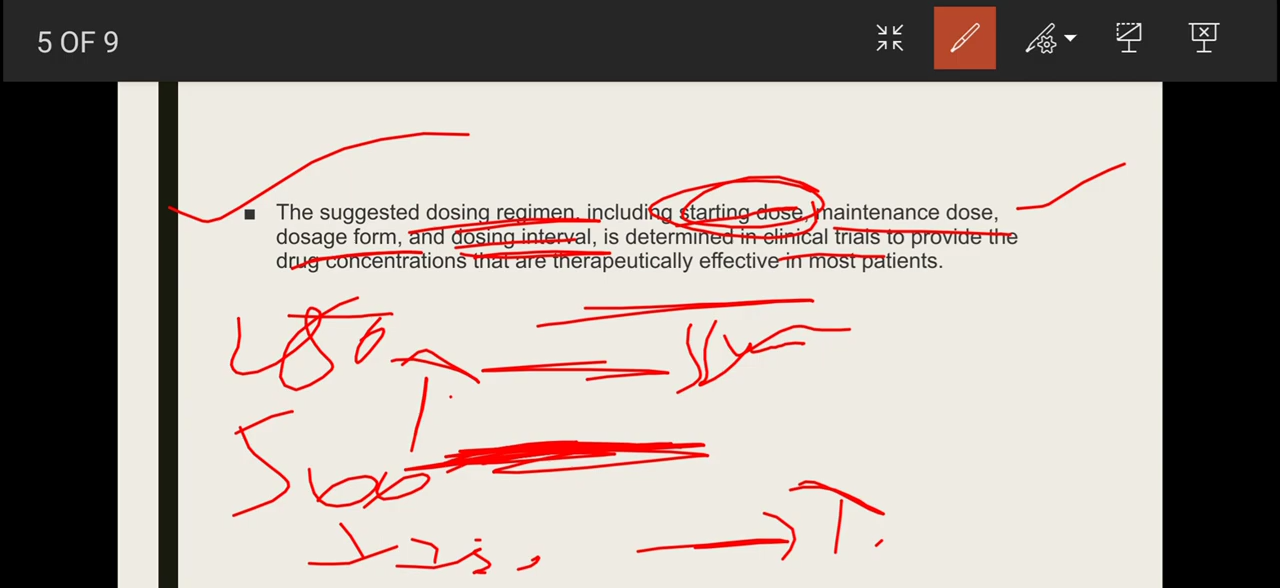 5 OF 9
■ The suggested dosing regimen, including starting dose, maintenance dose,
dosage form, and dosing interval, is determined in clinical trials to provide the
drug concentrations that are therapeutically effective in most patients.